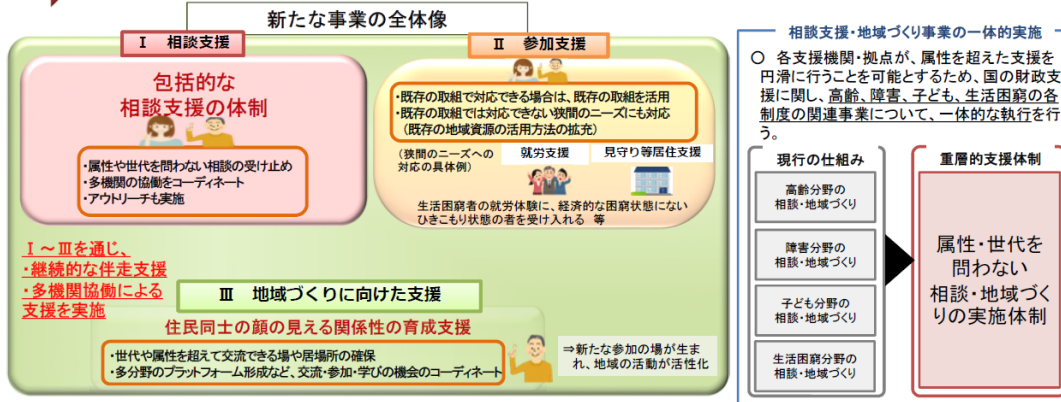 新たな事業の全体像
Ⅰ 相談支援
包括的な
相談支援の体制
・属性や世代を問わない相談の受け止め
・多機関の協働をコーディネート
・アウトリーチも実施
Ⅱ 参加支援
・既存の取組で対応できる場合は、既存の取組を活用
・既存の取組では対応できない狭間のニーズにも対応
(既存の地域資源の活用方法の拡充)
(狭間のニーズへの
対応の具体例)
就労支援
見守り等居住支援
生活困窮者の就労体験に、経済的な困窮状態にない
ひきこもり状態の者を受け入れる 等
Ⅰ~Ⅲを通じ、
・継続的な伴走支援
・多機関協働による
支援を実施
Ⅲ 地域づくりに向けた支援
住民同士の顔の見える関係性の育成支援
・世代や属性を超えて交流できる場や居場所の確保
・多分野のプラットフォーム形成など、交流・参加・学びの機会のコーディネート
⇒新たな参加の場が生ま
れ、地域の活動が活性化
相談支援・地域づくり事業の一体的実施
○ 各支援機関・拠点が、属性を超えた支援を
円滑に行うことを可能とするため、国の財政支
援に関し、高齢、障害、子ども、生活困窮の各
制度の関連事業について、一体的な執行を行
う。
現行の仕組み
高齢分野の
相談・地域づくり
障害分野の
相談・地域づくり
子ども分野の
相談・地域づくり
生活困窮分野の
相談・地域づくり
重層的支援体制
属性・世代を
問わない
相談・地域づく
りの実施体制